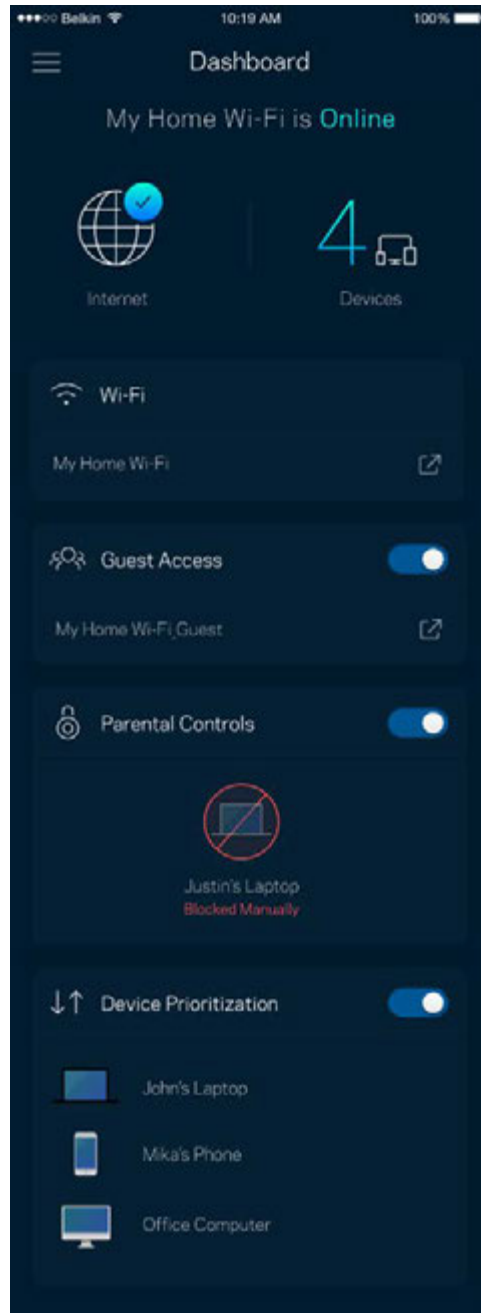 Belkin 10:19 AM 100%
Dashboard
My Home Wi-Fi is Online
4
Internet Devices
Wi-Fi
My Home Wi-Fi
Guest Access
My Home Wi-Fi_Guest
Parental Controls
Justin's Laptop
Blocked Manually
Device Prioritization
John's Laptop
Mika's Phone
Office Computer